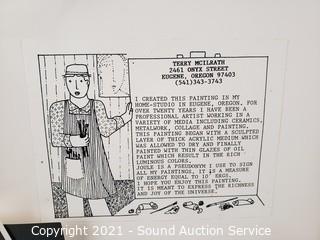 TERRY MCILRATH
2461 ONYX STREET
EUGENE, OREGON 97403
(541)343-3743
I CREATED THIS PAINTING IN MY
HOME-STUDIO IN EUGENE, OREGON, FOR
OVER TWENTY YEARS I HAVE BEEN A
PROFESSIONAL ARTIST WORKING IN A
VARIETY OF MEDIA INCLUDING CERAMICS,
METALWORK, COLLAGE AND PAINTING.
THIS PAINTING BEGAN WITH A SCULPTED
LAYER OF THICK ACRYLIC MEDIUM WHICH
WAS ALLOWED TO DRY AND FINALLY
PAINTED WITH THIN GLAZES OF OIL
PAINT WHICH RESULT IN THE RICH
LUMINOUS COLORS.
JOULE IS A PSEUDONYM I USE TO SIGN
ALL MY PAINTINGS, IT IS A MEASURE
OF ENERGY EQUAL TO 10⁷ ERGS.
I HOPE YOU ENJOY THIS PAINTING.
IT IS MEANT TO EXPRESS THE RICHNESS
AND JOY OF THE UNIVERSE.
Copyright 2021 - Sound Auction Service